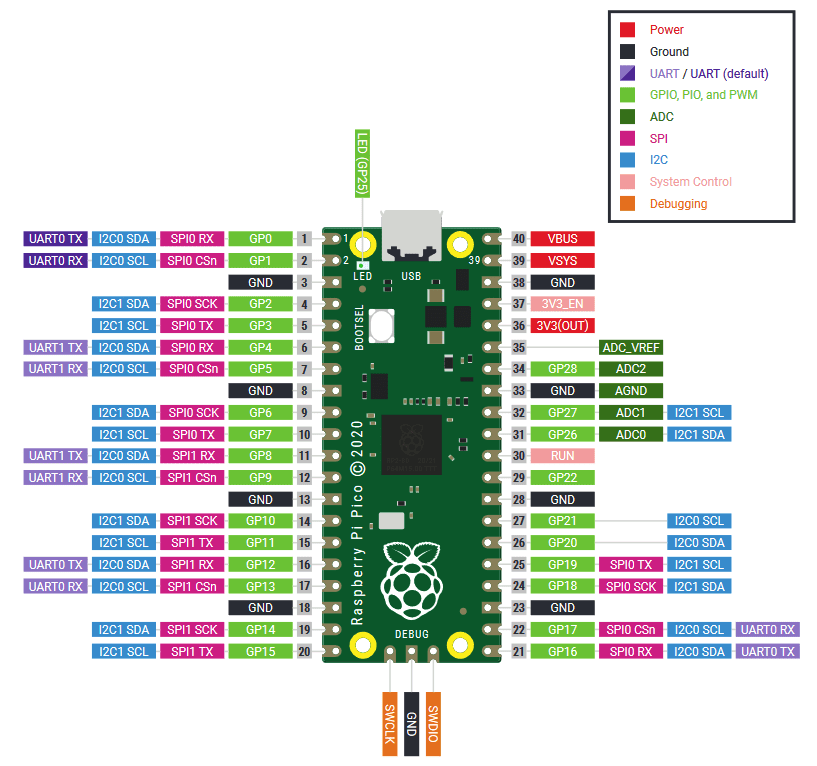 Power
Ground
UART / UART (default)
GPIO, PIO, and PWM
ADC
SPI
I2C
System Control
Debugging
LED (GP25)
UART0 TX I2C0 SDA SPI0 RX GP0 1
UART0 RX I2C0 SCL SPI0 CSn GP1 2
GND 3
I2C1 SDA SPI0 SCK GP2 4
I2C1 SCL SPI0 TX GP3 5
UART1 TX I2C0 SDA SPI0 RX GP4 6
UART1 RX I2C0 SCL SPI0 CSn GP5 7
GND 8
I2C1 SDA SPI0 SCK GP6 9
I2C1 SCL SPI0 TX GP7 10
UART1 TX I2C0 SDA SPI1 RX GP8 11
UART1 RX I2C0 SCL SPI1 CSn GP9 12
GND 13
I2C1 SDA SPI1 SCK GP10 14
I2C1 SCL SPI1 TX GP11 15
UART0 TX I2C0 SDA SPI1 RX GP12 16
UART0 RX I2C0 SCL SPI1 CSn GP13 17
GND 18
I2C1 SDA SPI1 SCK GP14 19
I2C1 SCL SPI1 TX GP15 20
1
2
39
LED
USB
BOOTSEL
Raspberry Pi Pico ©2020
DEBUG
40 VBUS
39 VSYS
38 GND
37 3V3_EN
36 3V3(OUT)
35 ADC_VREF
34 GP28 ADC2
33 GND AGND
32 GP27 ADC1 I2C1 SCL
31 GP26 ADC0 I2C1 SDA
30 RUN
29 GP22
28 GND
27 GP21 I2C0 SCL
26 GP20 I2C0 SDA
25 GP19 SPI0 TX I2C1 SCL
24 GP18 SPI0 SCK I2C1 SDA
23 GND
22 GP17 SPI0 CSn I2C0 SCL UART0 RX
21 GP16 SPI0 RX I2C0 SDA UART0 TX
SWCLK
GND
SWDIO